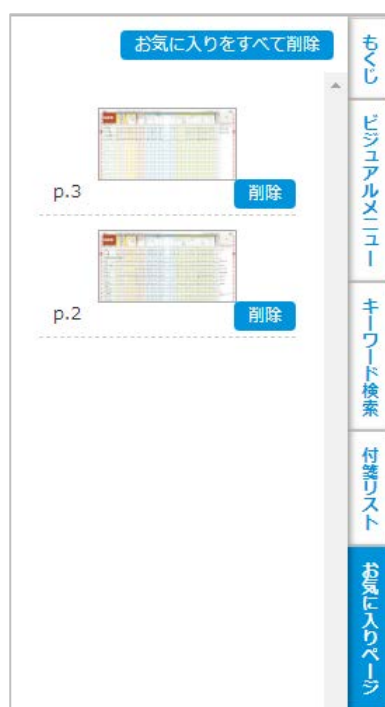 お気に入りをすべて削除
p.3
削除
p.2
削除
もくじ
ビジュアルメニュー
キーワード検索
付箋リスト
お気に入りページ